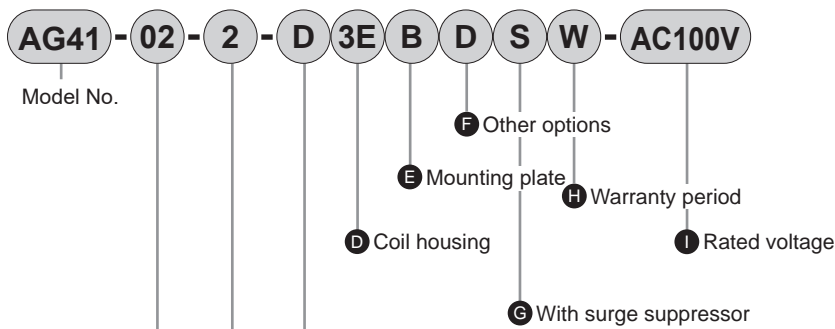 AG41 - 02 - 2 - D 3E B D S W - AC100V
Model No.
F Other options
E Mounting plate
H Warranty period
D Coil housing
I Rated voltage
G With surge suppressor